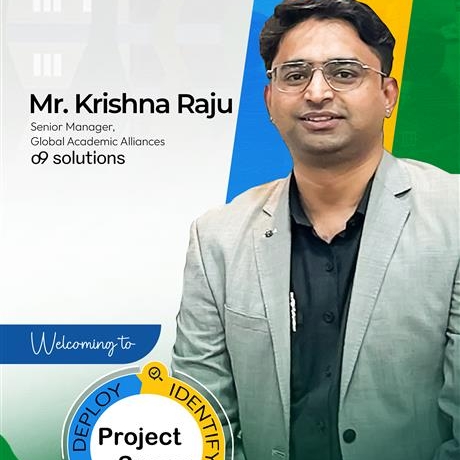 Mr. Krishna Raju
Senior Manager,
Global Academic Alliances
o9 solutions
Welcoming to
DEPLOY
IDENTIFY
Project